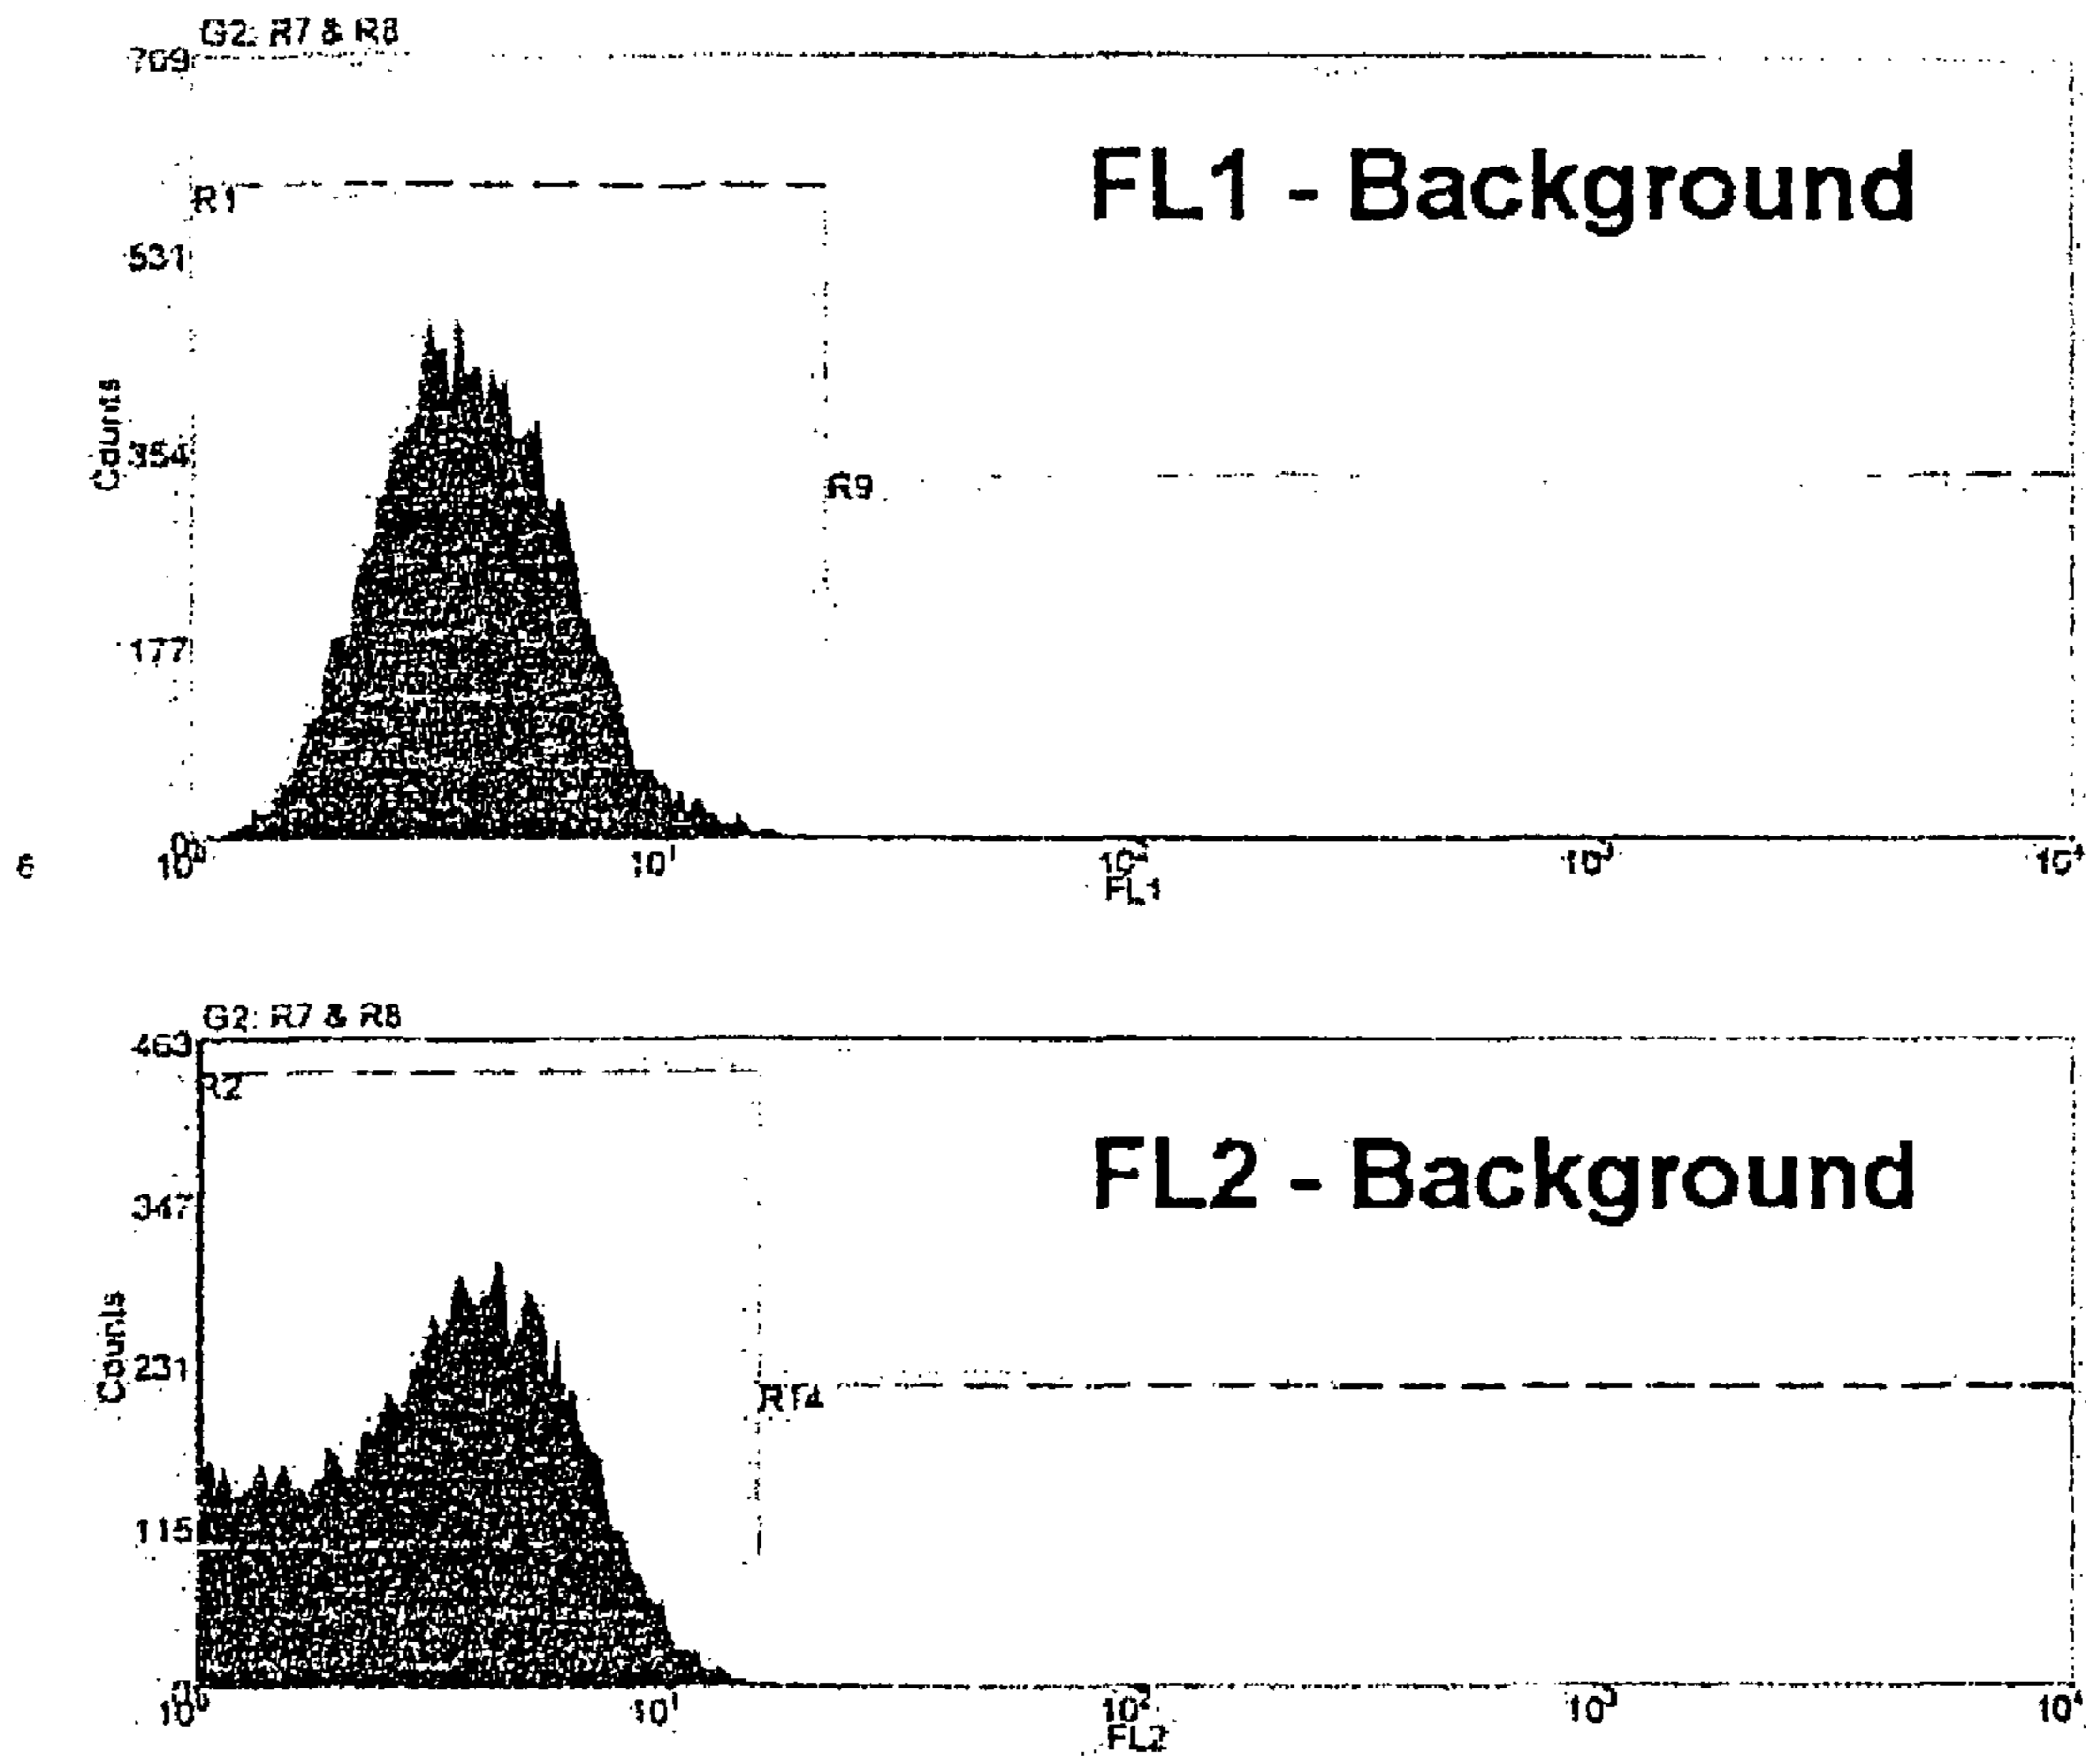 G2: R7 & R8
709
R1
FL1 - Background
531
Counts
354
R9
177
0
10⁰ 10¹ 10² 10³ 10⁴
6
FL1
G2: R7 & R8
463
R2
FL2 - Background
347
Counts
231
R14
115
0
10⁰ 10¹ 10² 10³ 10⁴
FL2